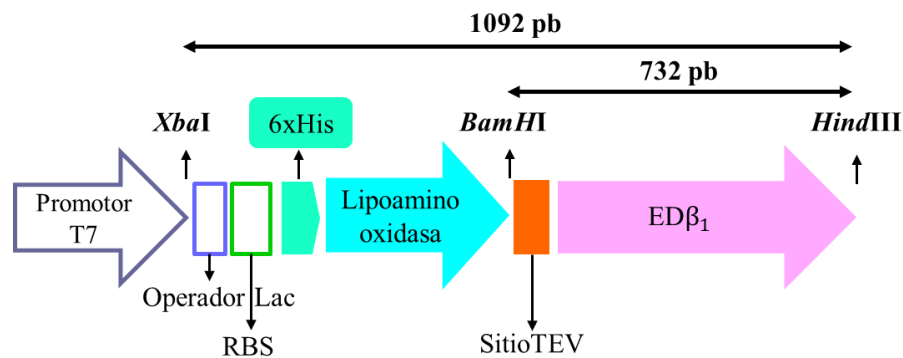 1092 pb
732 pb
XbaI
6xHis
BamHI
HindIII
Promotor
T7
Lipoamino
oxidasa
EDβ₁
Operador Lac
RBS
SitioTEV